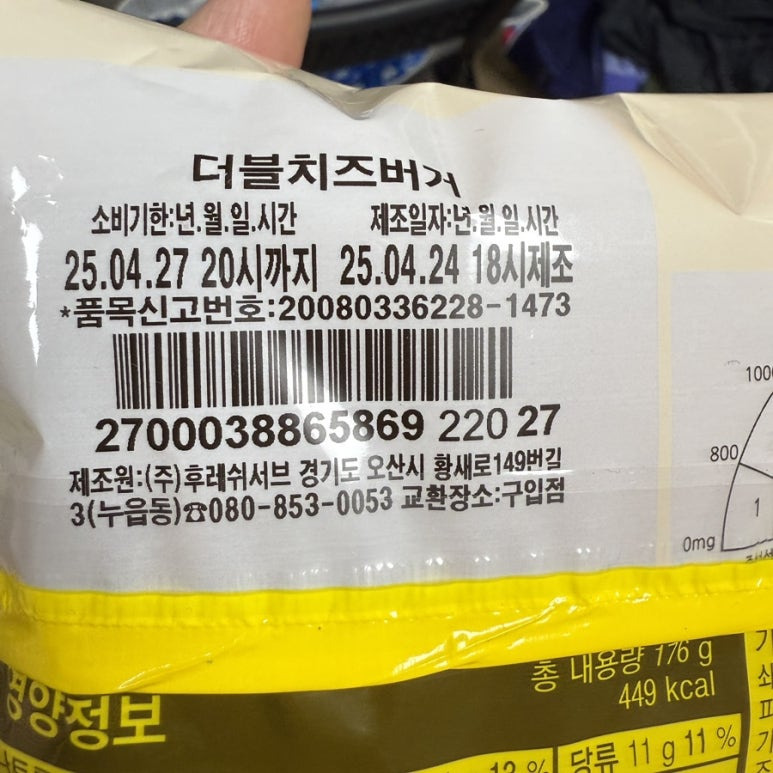 더블치즈버거
소비기한:년.월.일.시간 제조일자:년.월.일.시간
25.04.27 20시까지 25.04.24 18시제조
*품목신고번호:20080336228-1473
2700038865869 220 27
제조원:(주)후레쉬서브 경기도 오산시 황새로149번길
3(누읍동)☎080-853-0053 교환장소:구입점
1000
800
1
0mg
총 내용량 176 g
449 kcal
영양정보
12 % 당류 11 g 11 %